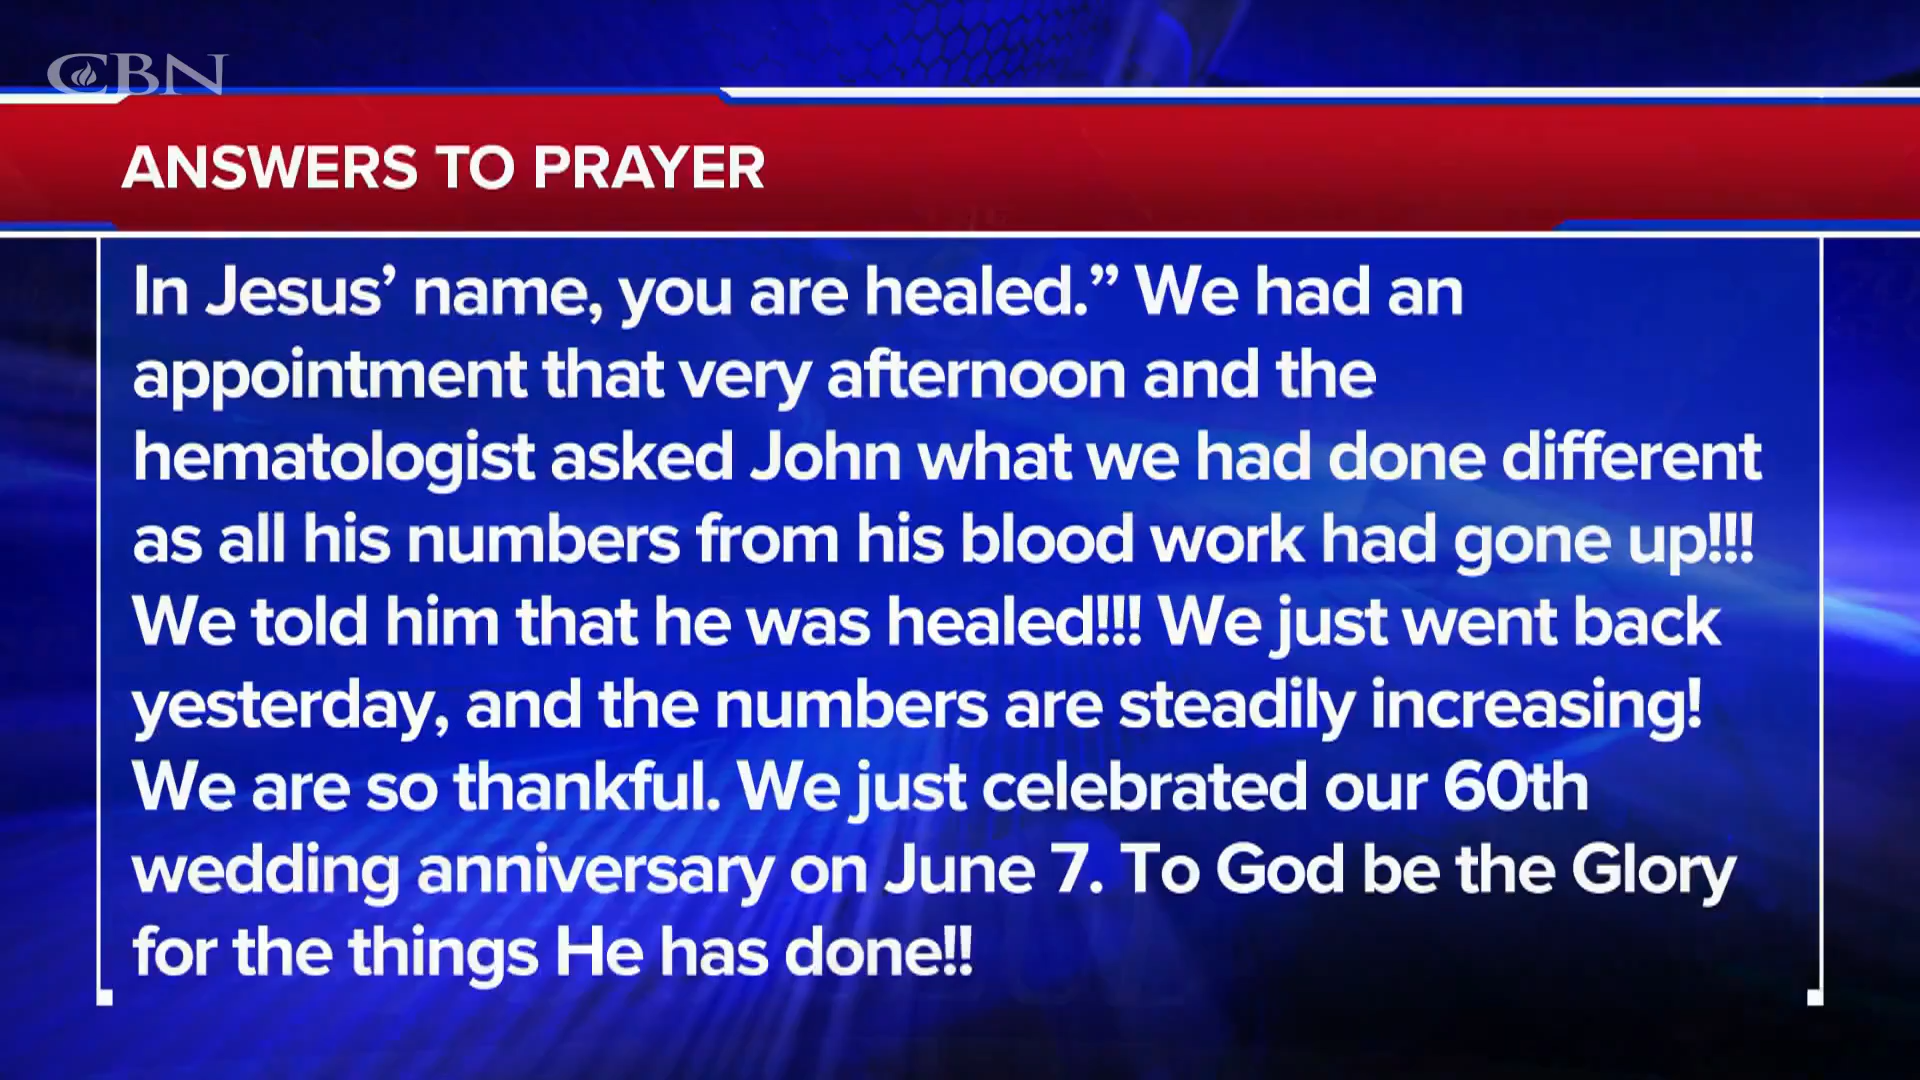 CBN
ANSWERS TO PRAYER
In Jesus’ name, you are healed.” We had an
appointment that very afternoon and the
hematologist asked John what we had done different
as all his numbers from his blood work had gone up!!!
We told him that he was healed!!! We just went back
yesterday, and the numbers are steadily increasing!
We are so thankful. We just celebrated our 60th
wedding anniversary on June 7. To God be the Glory
for the things He has done!!